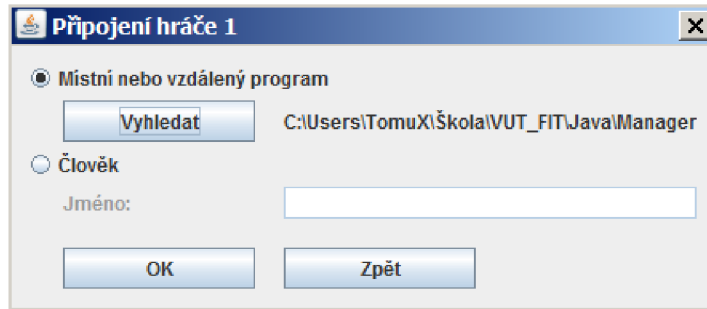 Připojení hráče 1
Místní nebo vzdálený program
Vyhledat C:\Users\TomuX\Škola\VUT_FIT\Java\Manager
Člověk
Jméno:
OK Zpět